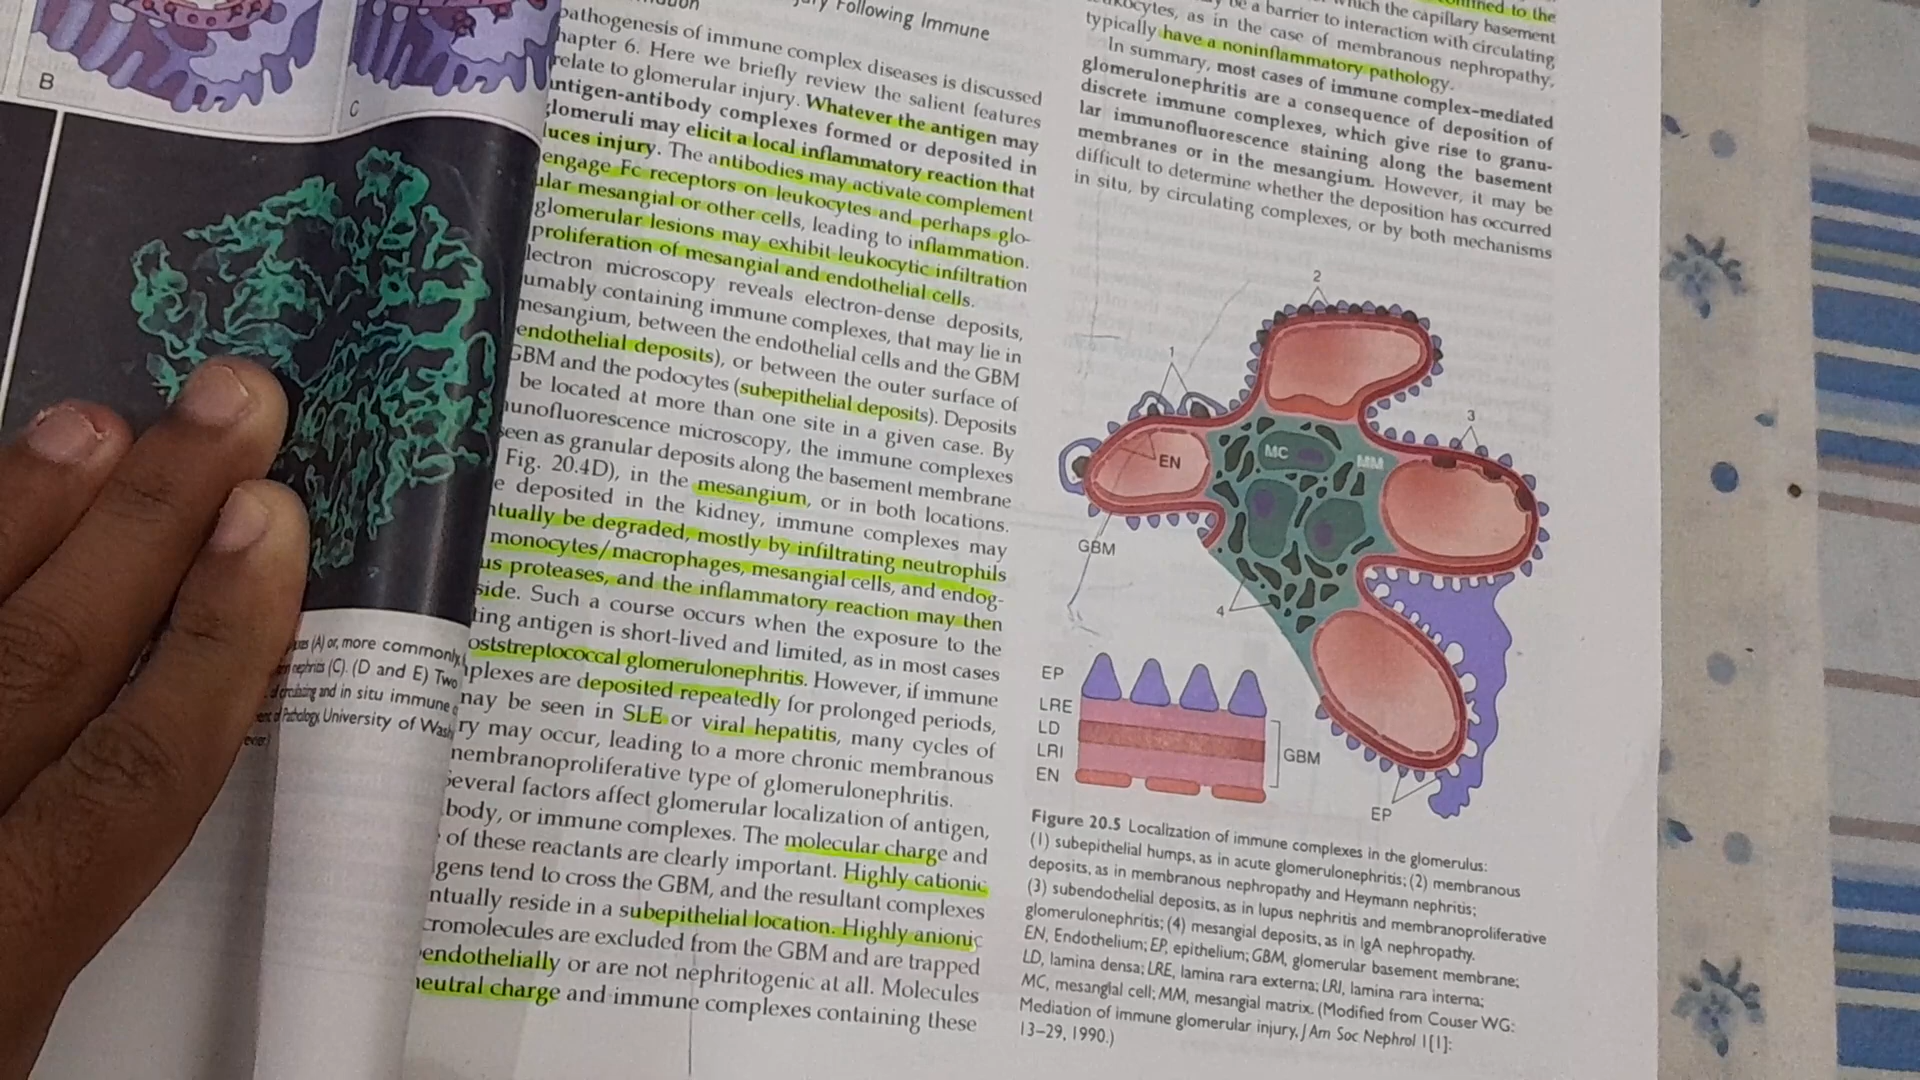 B
C
Following Immune
pathogenesis of immune complex diseases is discussed
hapter 6. Here we briefly review the salient features
relate to glomerular injury. Whatever the antigen may
antigen-antibody complexes formed or deposited in
glomeruli may elicit a local inflammatory reaction that
luces injury. The antibodies may activate complement
engage Fc receptors on leukocytes and perhaps glo-
ular mesangial or other cells, leading to inflammation.
glomerular lesions may exhibit leukocytic infiltration
proliferation of mesangial and endothelial cells.
lectron microscopy reveals electron-dense deposits,
umably containing immune complexes, that may lie in
mesangium, between the endothelial cells and the GBM
endothelial deposits), or between the outer surface of
GBM and the podocytes (subepithelial deposits). Deposits
be located at more than one site in a given case. By
unofluorescence microscopy, the immune complexes
seen as granular deposits along the basement membrane
Fig. 20.4D), in the mesangium, or in both locations.
e deposited in the kidney, immune complexes may
ntually be degraded, mostly by infiltrating neutrophils
monocytes/macrophages, mesangial cells, and endog-
us proteases, and the inflammatory reaction may then
side. Such a course occurs when the exposure to the
ting antigen is short-lived and limited, as in most cases
oststreptococcal glomerulonephritis. However, if immune
nplexes are deposited repeatedly for prolonged periods,
may be seen in SLE or viral hepatitis, many cycles of
ry may occur, leading to a more chronic membranous
nembranoproliferative type of glomerulonephritis.
Several factors affect glomerular localization of antigen,
body, or immune complexes. The molecular charge and
of these reactants are clearly important. Highly cationic
gens tend to cross the GBM, and the resultant complexes
ntually reside in a subepithelial location. Highly anionic
cromolecules are excluded from the GBM and are trapped
endothelially or are not nephritogenic at all. Molecules
neutral charge and immune complexes containing these
(A) or, more commonly,
nephritis (C). (D and E) Two
circulating and in situ immune
Pathology, University of Wash
confined to the
which the capillary basement
be a barrier to interaction with circulating
leukocytes, as in the case of membranous nephropathy,
typically have a noninflammatory pathology.
In summary, most cases of immune complex–mediated
glomerulonephritis are a consequence of deposition of
discrete immune complexes, which give rise to granu-
lar immunofluorescence staining along the basement
membranes or in the mesangium. However, it may be
difficult to determine whether the deposition has occurred
in situ, by circulating complexes, or by both mechanisms
2
1
3
MC
MM
EN
GBM
4
EP
LRE
LD
LRI
EN
GBM
EP
Figure 20.5 Localization of immune complexes in the glomerulus:
(1) subepithelial humps, as in acute glomerulonephritis; (2) membranous
deposits, as in membranous nephropathy and Heymann nephritis;
(3) subendothelial deposits, as in lupus nephritis and membranoproliferative
glomerulonephritis; (4) mesangial deposits, as in IgA nephropathy.
EN, Endothelium; EP, epithelium; GBM, glomerular basement membrane;
LD, lamina densa; LRE, lamina rara externa; LRI, lamina rara interna;
MC, mesangial cell; MM, mesangial matrix. (Modified from Couser WG:
Mediation of immune glomerular injury, J Am Soc Nephrol 1[1]:
13–29, 1990.)